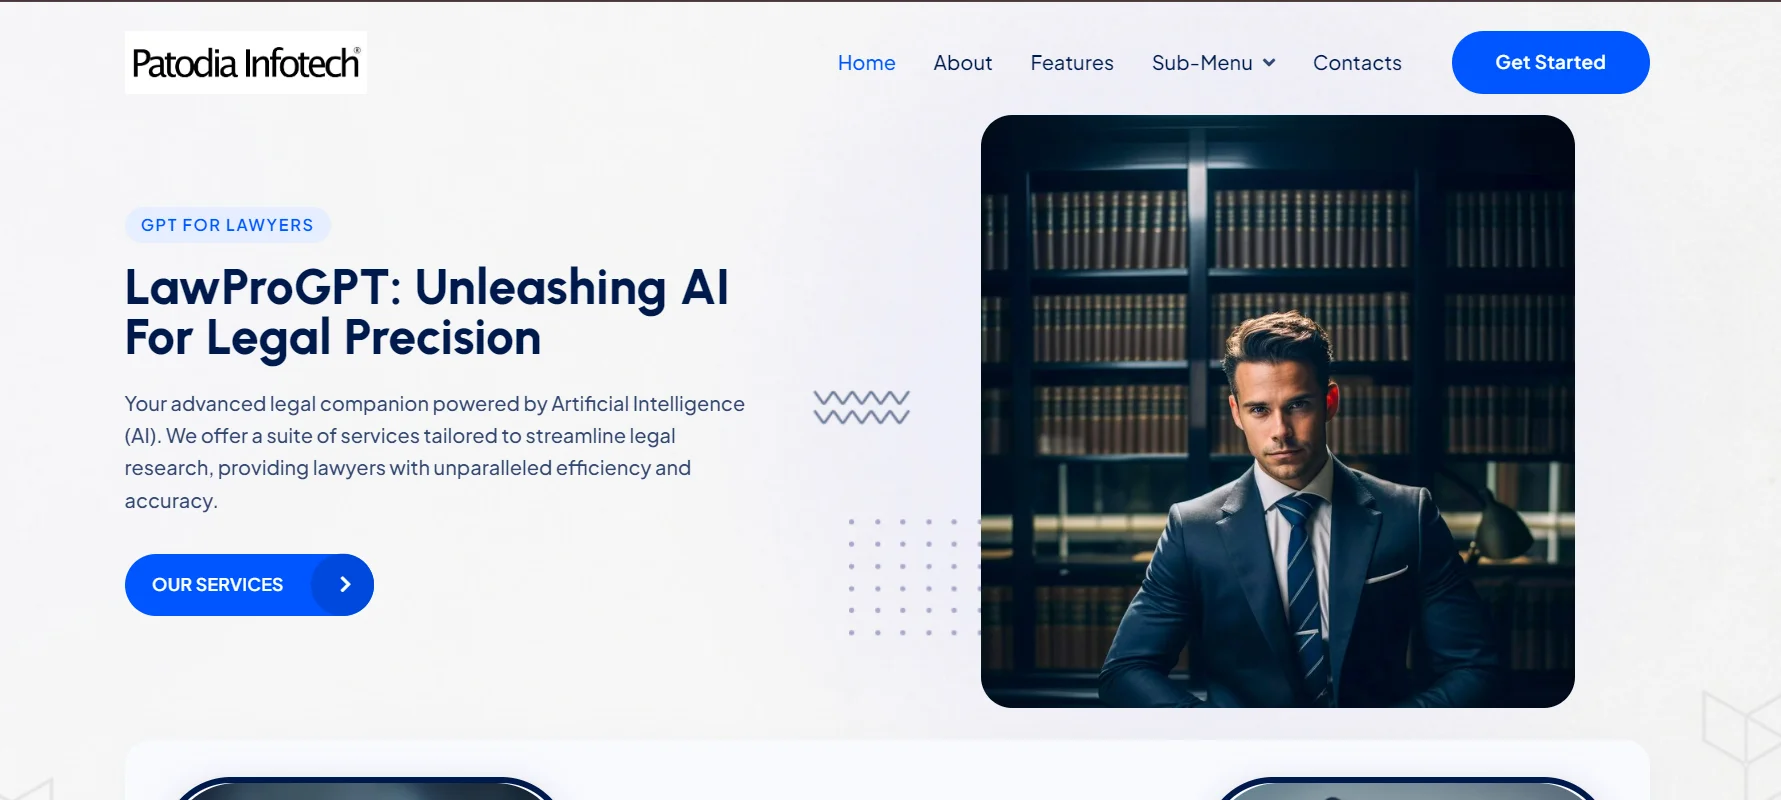 Patodia Infotech®
Home About Features Sub-Menu Contacts Get Started
GPT FOR LAWYERS
LawProGPT: Unleashing AI
For Legal Precision
Your advanced legal companion powered by Artificial Intelligence
(AI). We offer a suite of services tailored to streamline legal
research, providing lawyers with unparalleled efficiency and
accuracy.
OUR SERVICES